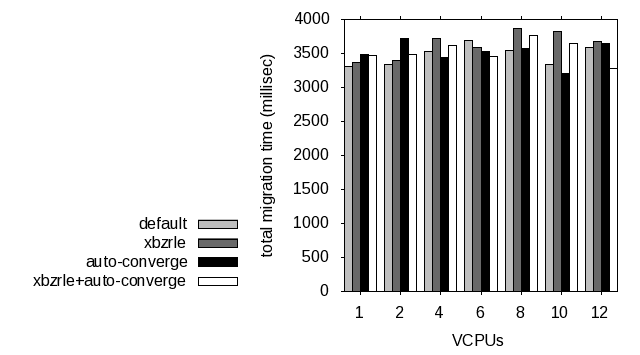 4000
3500
3000
2500
2000
1500
1000
500
0
total migration time (millisec)
default
xbzrle
auto-converge
xbzrle+auto-converge
1 2 4 6 8 10 12
VCPUs